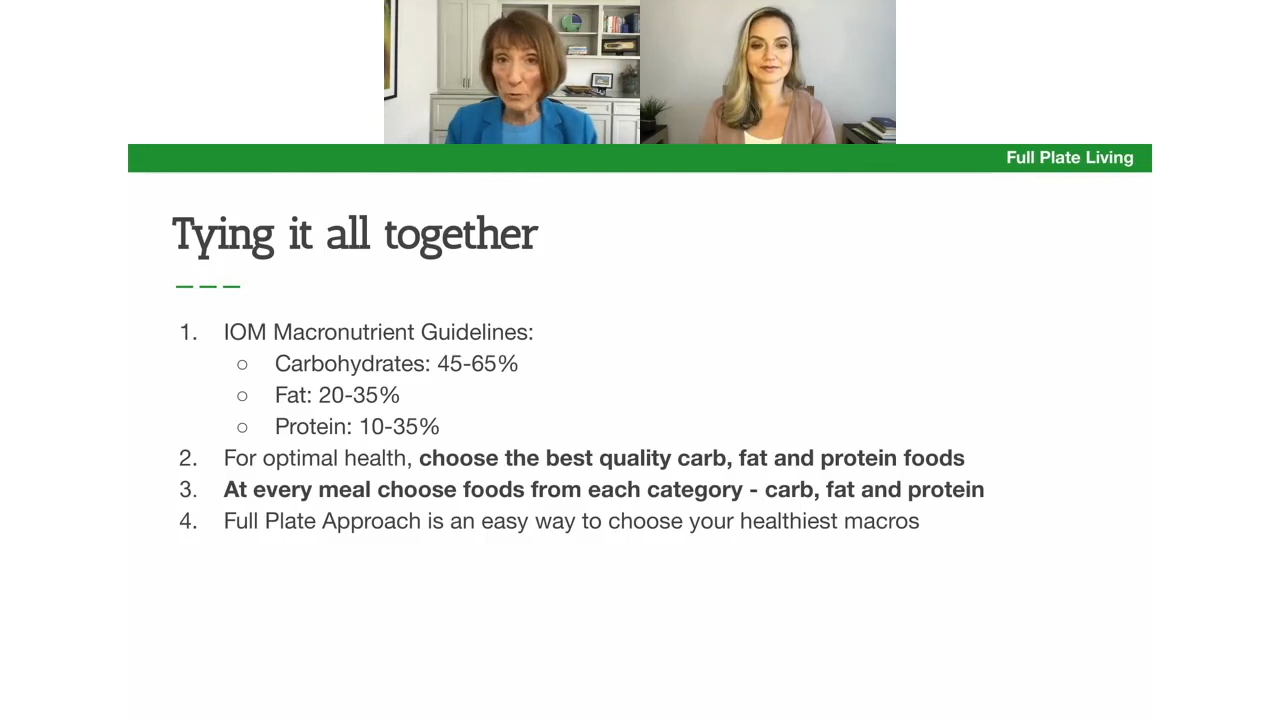 Full Plate Living
Tying it all together
1. IOM Macronutrient Guidelines:
○ Carbohydrates: 45-65%
○ Fat: 20-35%
○ Protein: 10-35%
2. For optimal health, choose the best quality carb, fat and protein foods
3. At every meal choose foods from each category - carb, fat and protein
4. Full Plate Approach is an easy way to choose your healthiest macros